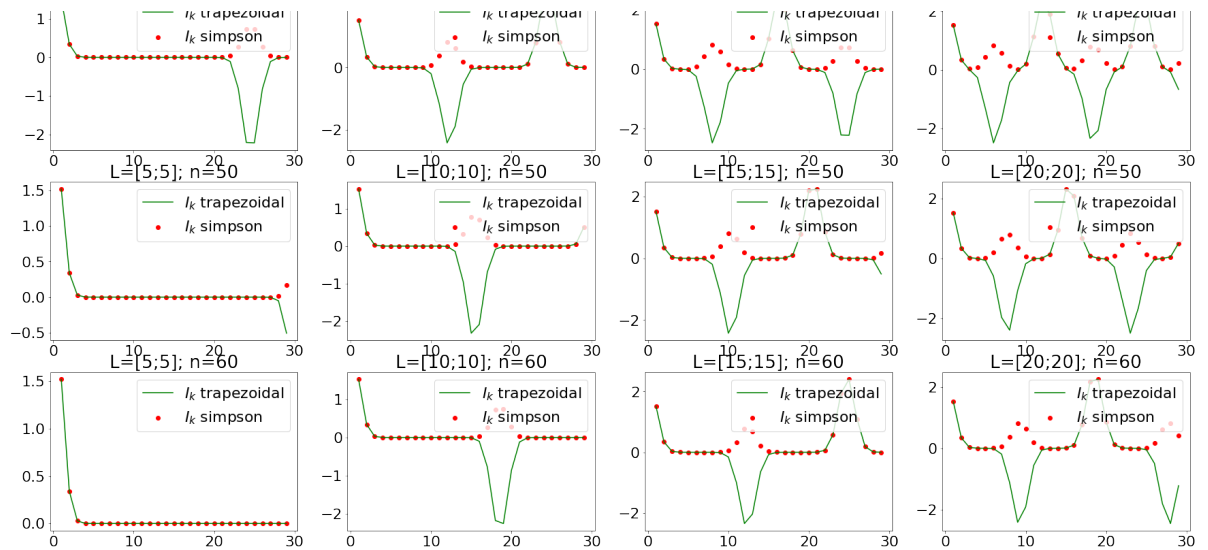 I_k trapezoidal I_k trapezoidal I_k trapezoidal I_k trapezoidal
I_k simpson I_k simpson I_k simpson I_k simpson
1 0 −1 −2
0 −2
2 0 −2
2 0 −2
0 10 20 30 0 10 20 30 0 10 20 30 0 10 20 30
L=[5;5]; n=50 L=[10;10]; n=50 L=[15;15]; n=50 L=[20;20]; n=50
I_k trapezoidal I_k trapezoidal I_k trapezoidal I_k trapezoidal
I_k simpson I_k simpson I_k simpson I_k simpson
1.5 1.0 0.5 0.0 −0.5
1 0 −1 −2
2 0 −2
2 0 −2
0 10 20 30 0 10 20 30 0 10 20 30 0 10 20 30
L=[5;5]; n=60 L=[10;10]; n=60 L=[15;15]; n=60 L=[20;20]; n=60
I_k trapezoidal I_k trapezoidal I_k trapezoidal I_k trapezoidal
I_k simpson I_k simpson I_k simpson I_k simpson
1.5 1.0 0.5 0.0
1 0 −1 −2
2 0 −2
2 0 −2
0 10 20 30 0 10 20 30 0 10 20 30 0 10 20 30